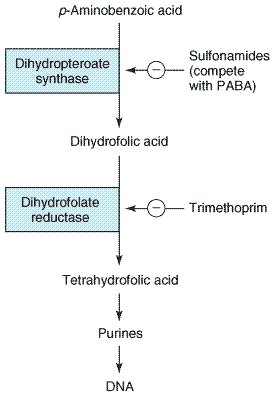 p-Aminobenzoic acid
Dihydropteroate
synthase
Sulfonamides
(compete
with PABA)
Dihydrofolic acid
Dihydrofolate
reductase
Trimethoprim
Tetrahydrofolic acid
Purines
DNA